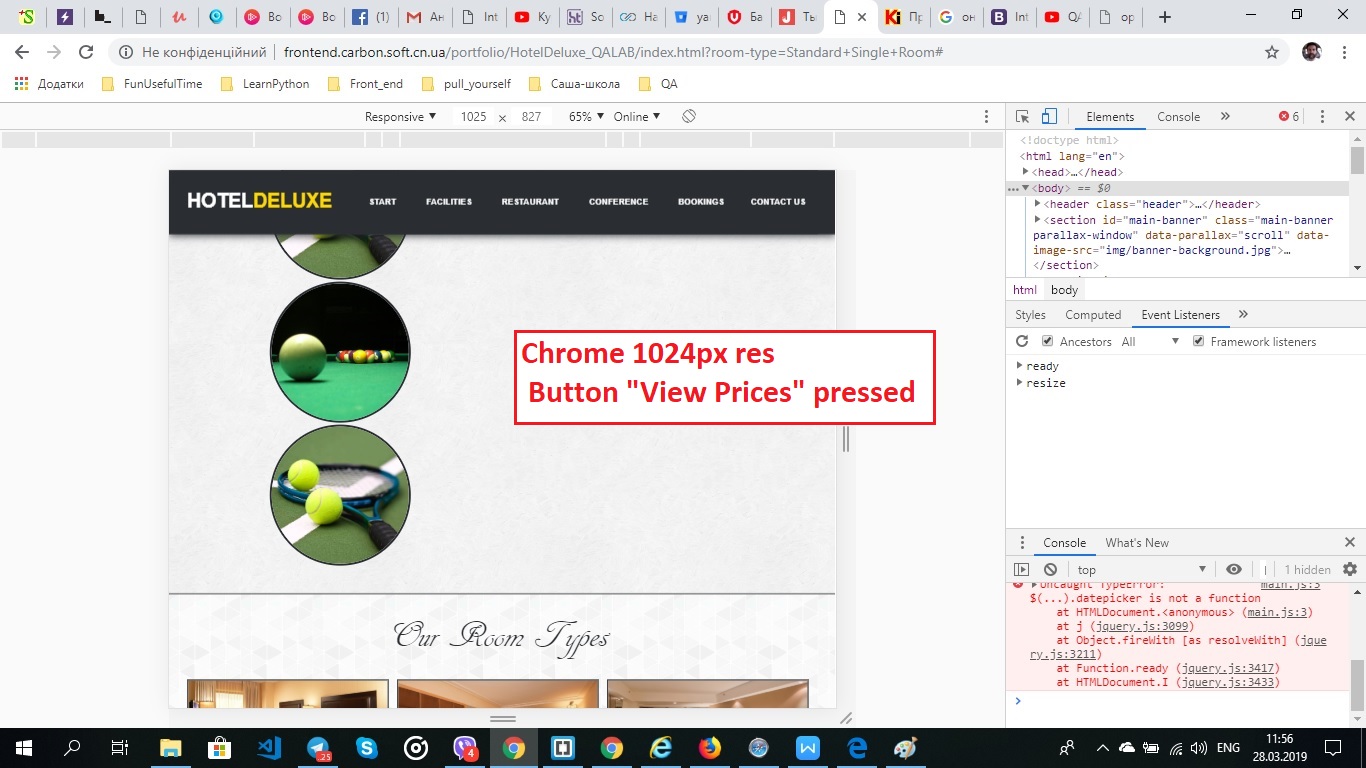 Bo
Bo
(1)
Ан
Int
Ку
So
На
уа
Ба
Ты
Пр
он
Int
QA
ор
Не конфіденційний
frontend.carbon.soft.cn.ua/portfolio/HotelDeluxe_QALAB/index.html?room-type=Standard+Single+Room#
Додатки FunUsefulTime LearnPython Front_end pull_yourself Саша-школа QA
Responsive 1025 x 827 65% Online
Elements Console » 6
<!doctype html>
<html lang="en">
<head>…</head>
<body> == $0
<header class="header">…</header>
<section id="main-banner" class="main-banner
parallax-window" data-parallax="scroll" data-
image-src="img/banner-background.jpg">…
</section>
html body
Styles Computed Event Listeners »
Ancestors All Framework listeners
ready
resize
HOTELDELUXE START FACILITIES RESTAURANT CONFERENCE BOOKINGS CONTACT US
Chrome 1024px res
Button "View Prices" pressed
Our Room Types
Console What's New
top 1 hidden
Uncaught TypeError: main.js:3
$(...).datepicker is not a function
at HTMLDocument.<anonymous> (main.js:3)
at j (jquery.js:3099)
at Object.fireWith [as resolveWith] (jque
ry.js:3211)
at Function.ready (jquery.js:3417)
at HTMLDocument.I (jquery.js:3433)
25
4
ENG
11:56
28.03.2019